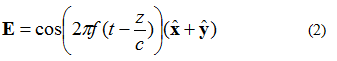 E = cos(2πf(t − z/c))(x̂ + ŷ) (2)